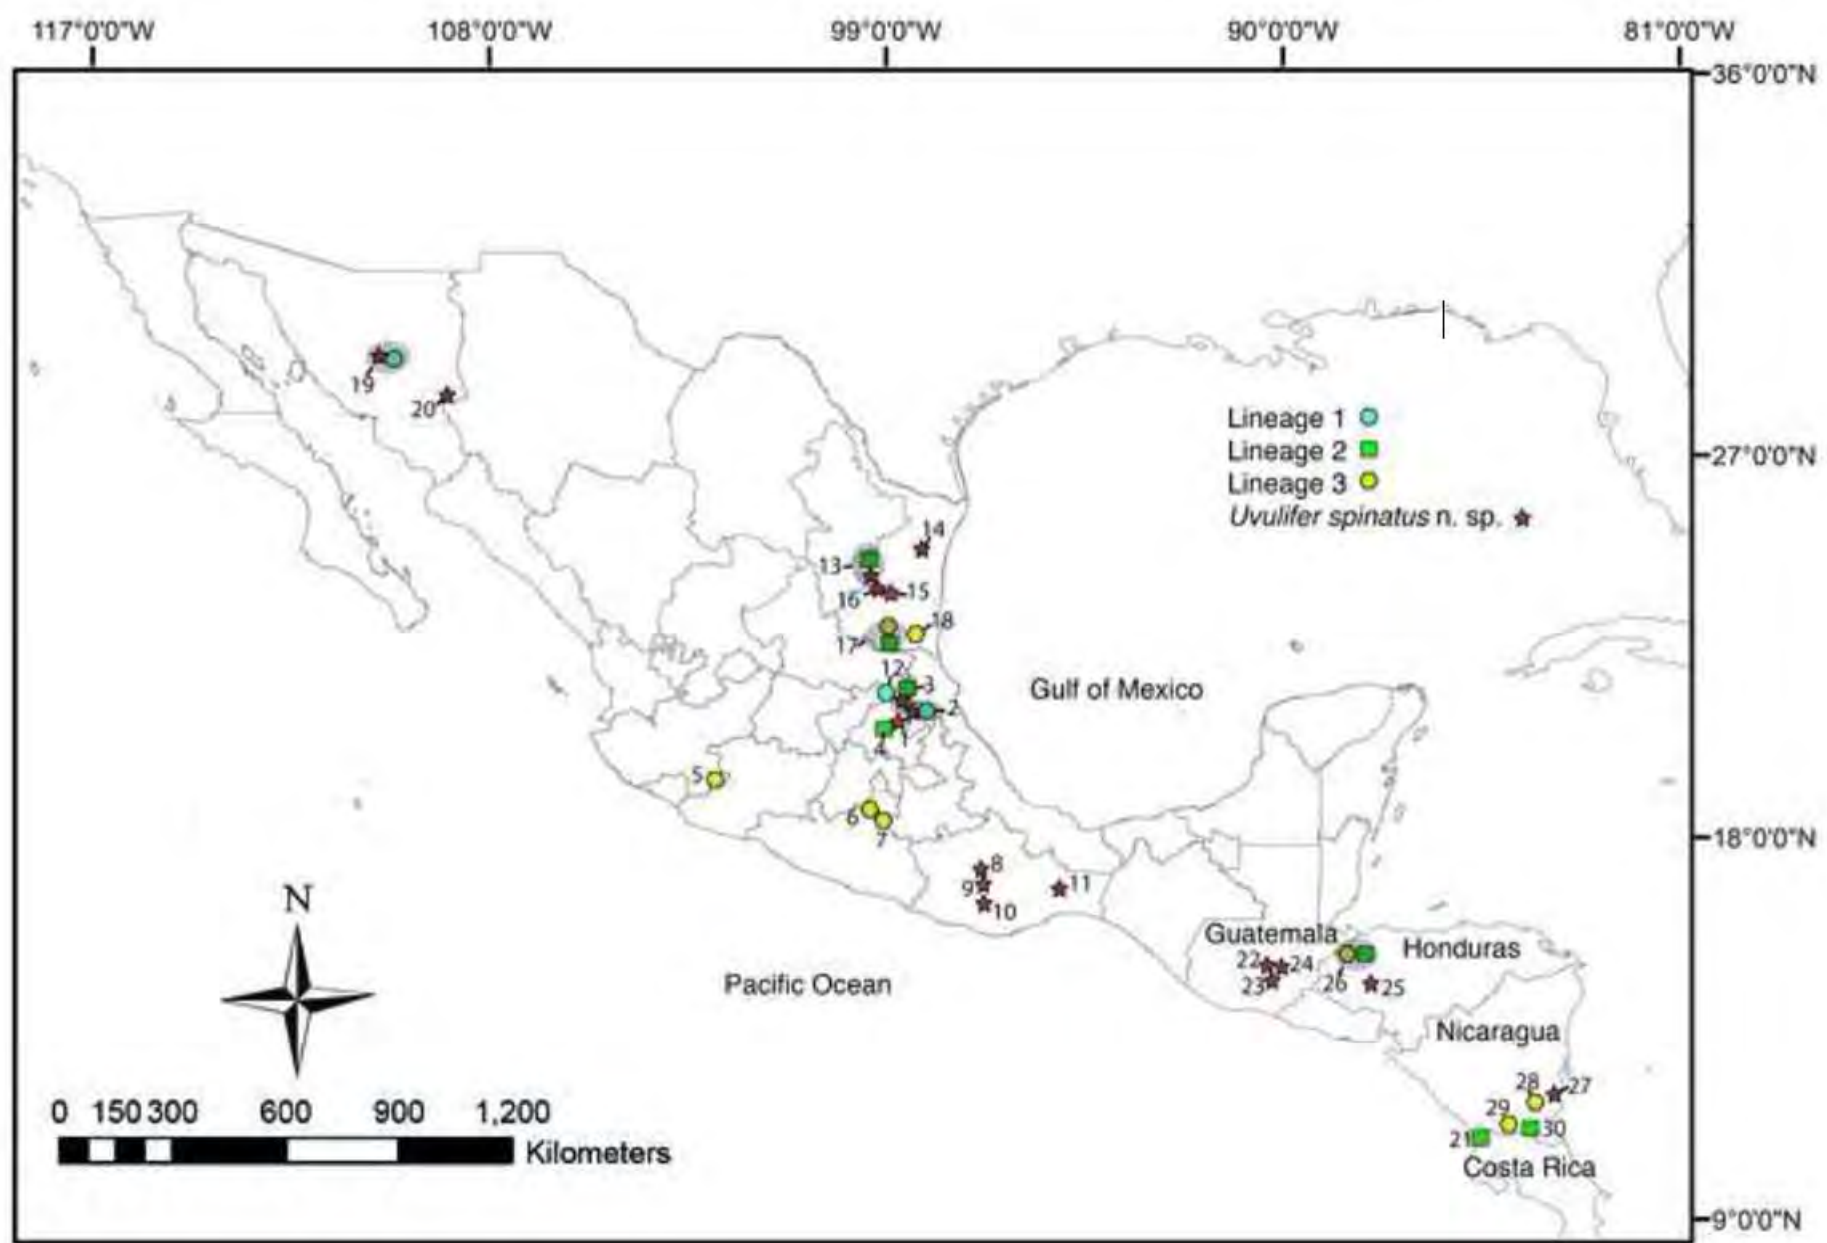 117°0'0"W 108°0'0"W 99°0'0"W 90°0'0"W 81°0'0"W
36°0'0"N
19
20
Lineage 1
27°0'0"N
Lineage 2
Lineage 3
Uvulifer spinatus n. sp.
14
13
16
15
18
17
12
3
Gulf of Mexico
2
1
4
5
6
7
18°0'0"N
8
9
11
10
N
Guatemala
Honduras
22
24
Pacific Ocean
23
26
25
Nicaragua
28
27
0 150 300 600 900 1,200
29
21
30
Kilometers
Costa Rica
9°0'0"N